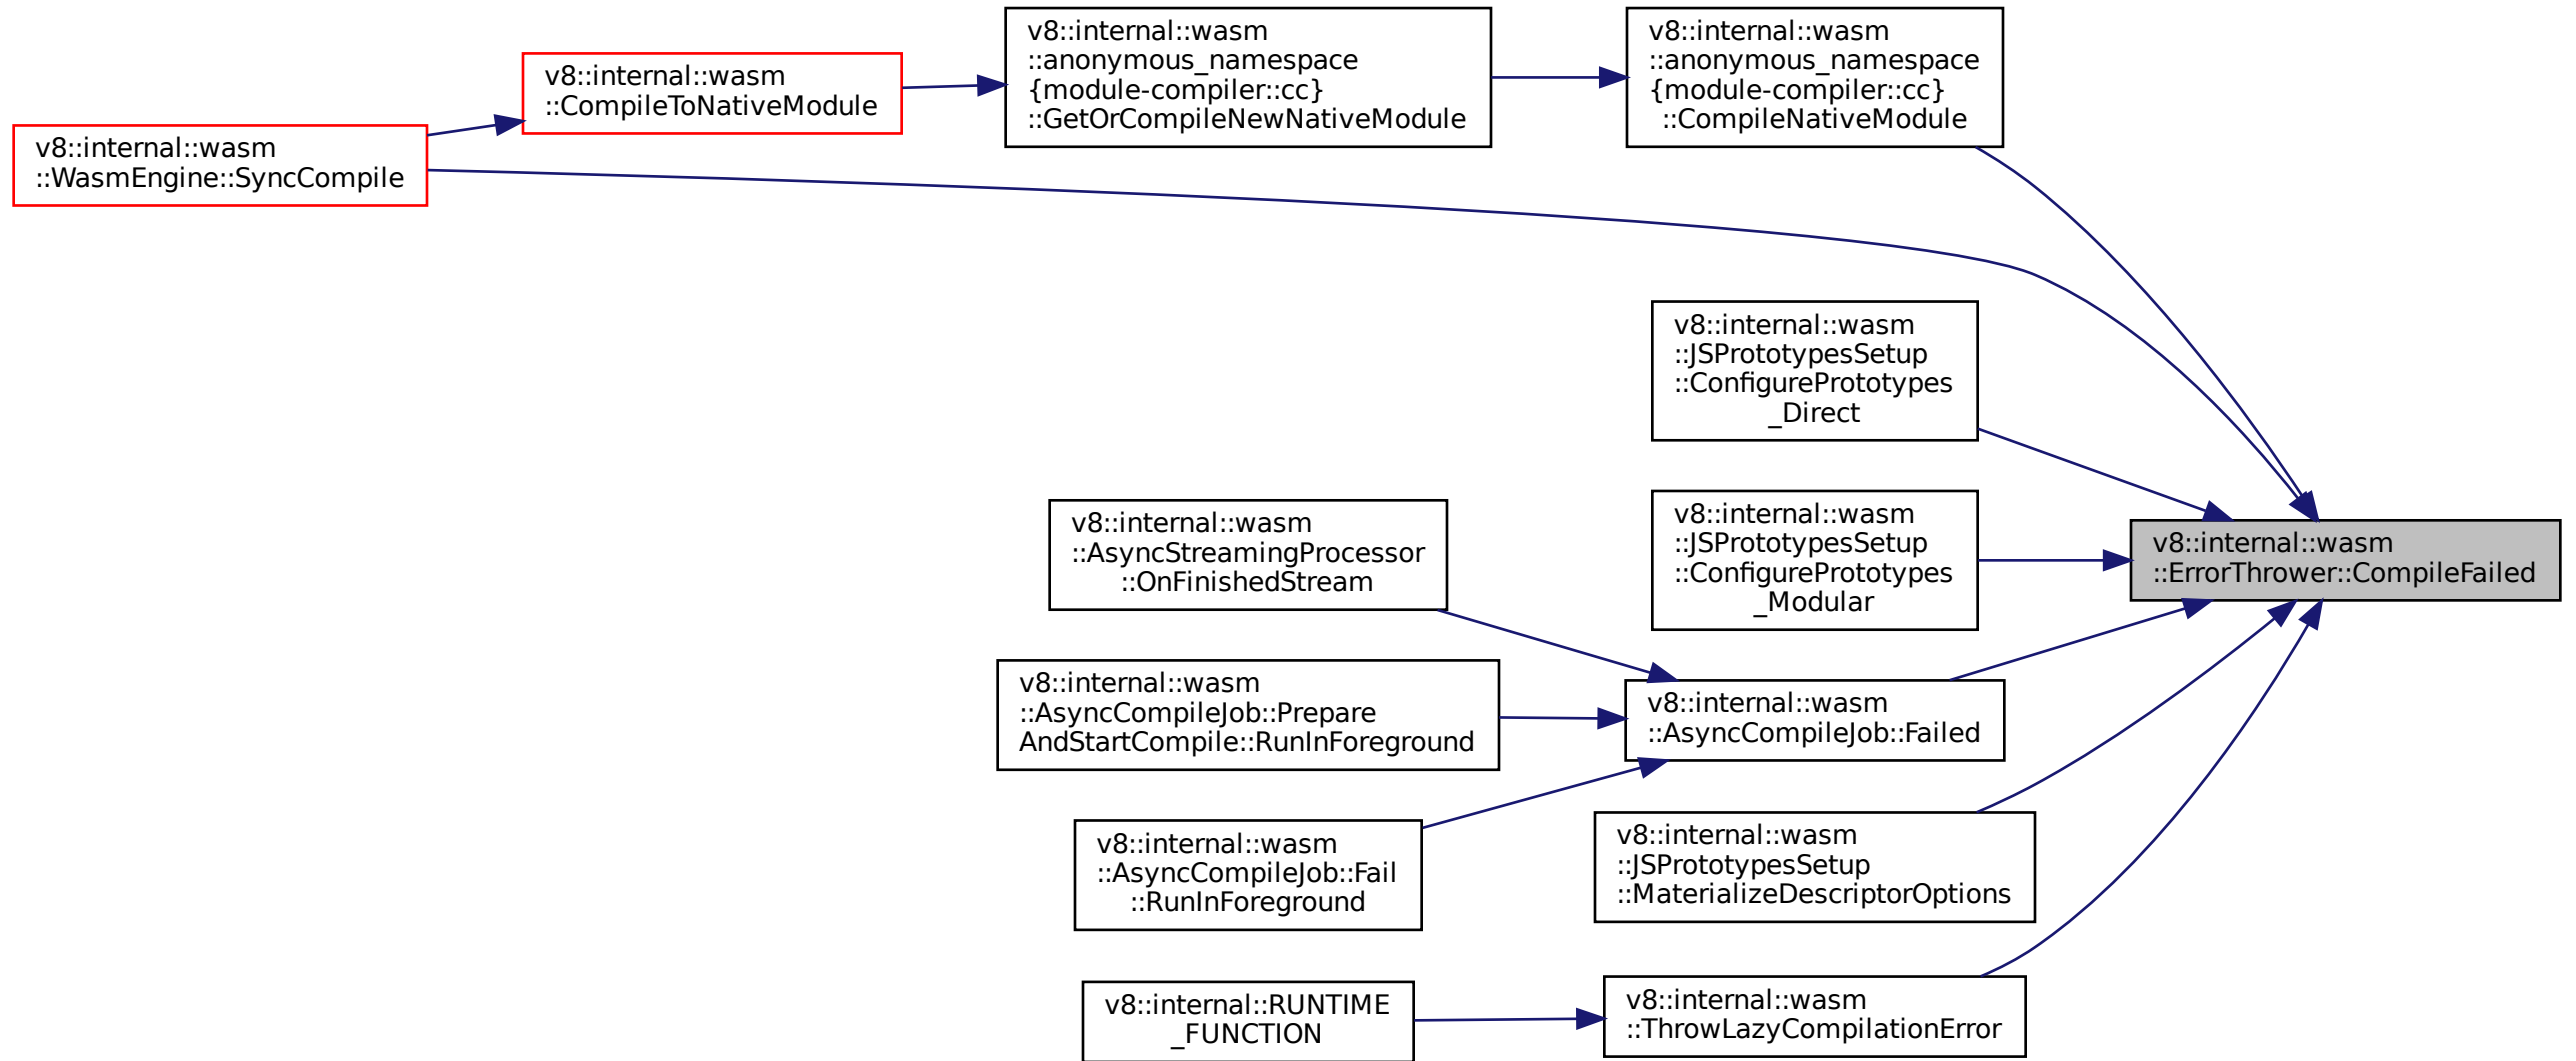 v8::internal::wasm
::WasmEngine::SyncCompile
v8::internal::wasm
::CompileToNativeModule
v8::internal::wasm
::anonymous_namespace
{module-compiler::cc}
::GetOrCompileNewNativeModule
v8::internal::wasm
::anonymous_namespace
{module-compiler::cc}
::CompileNativeModule
v8::internal::wasm
::JSPrototypesSetup
::ConfigurePrototypes
_Direct
v8::internal::wasm
::JSPrototypesSetup
::ConfigurePrototypes
_Modular
v8::internal::wasm
::ErrorThrower::CompileFailed
v8::internal::wasm
::AsyncStreamingProcessor
::OnFinishedStream
v8::internal::wasm
::AsyncCompileJob::Prepare
AndStartCompile::RunInForeground
v8::internal::wasm
::AsyncCompileJob::Failed
v8::internal::wasm
::AsyncCompileJob::Fail
::RunInForeground
v8::internal::wasm
::JSPrototypesSetup
::MaterializeDescriptorOptions
v8::internal::RUNTIME
_FUNCTION
v8::internal::wasm
::ThrowLazyCompilationError